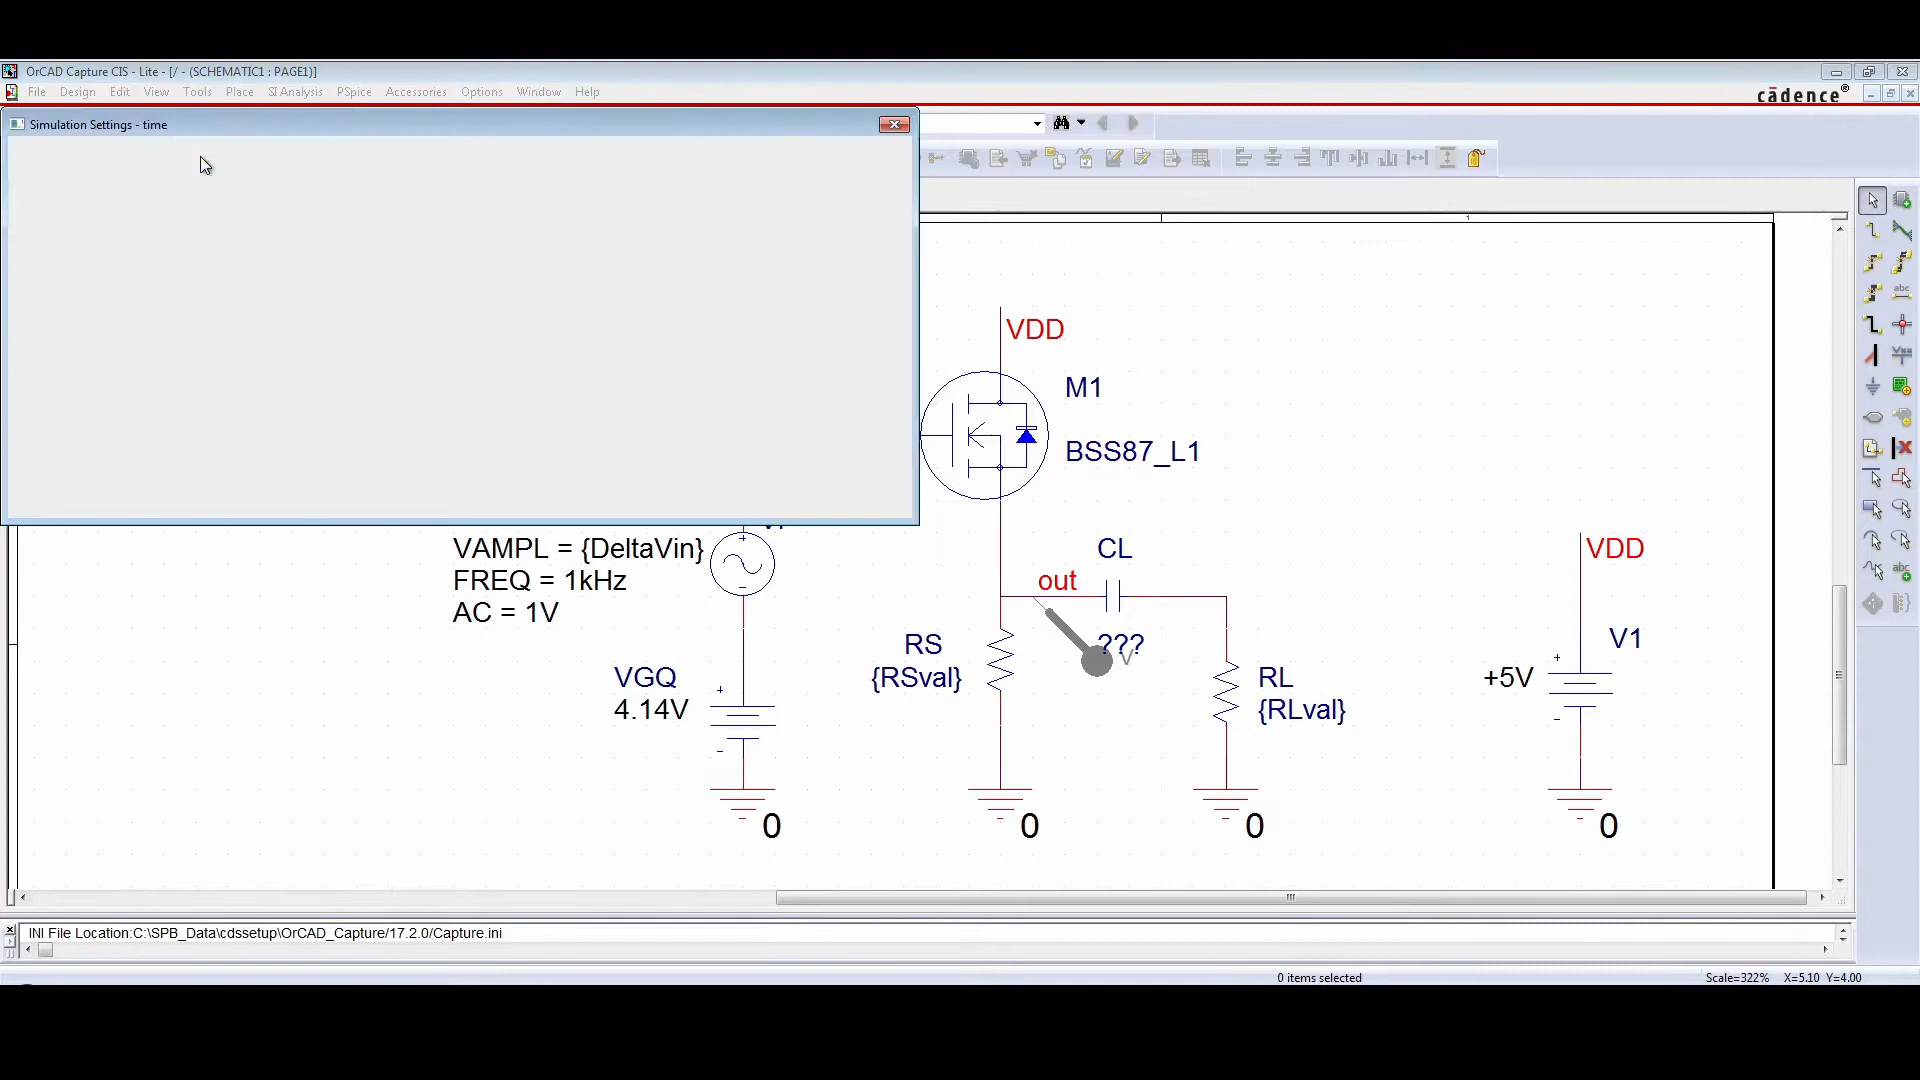 OrCAD Capture CIS - Lite - [/ - (SCHEMATIC1 : PAGE1)]
File Design Edit View Tools Place SI Analysis PSpice Accessories Options Window Help
cādence®
Simulation Settings - time
VDD
M1
BSS87_L1
VAMPL = {DeltaVin}
FREQ = 1kHz
AC = 1V
CL
out
???
V
RS
{RSval}
VGQ
4.14V
RL
{RLval}
VDD
V1
+5V
0
0
0
0
INI File Location:C:\SPB_Data\cdssetup\OrCAD_Capture/17.2.0/Capture.ini
0 items selected
Scale=322% X=5.10 Y=4.00